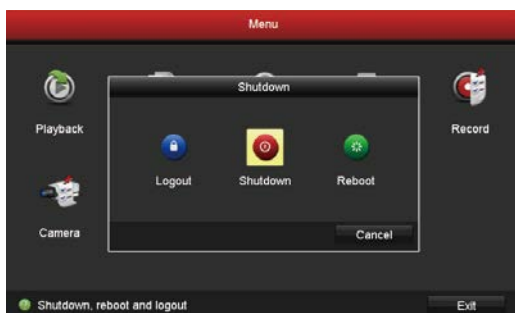 Menu
Shutdown
Playback
Record
Logout
Shutdown
Reboot
Camera
Cancel
Shutdown, reboot and logout
Exit